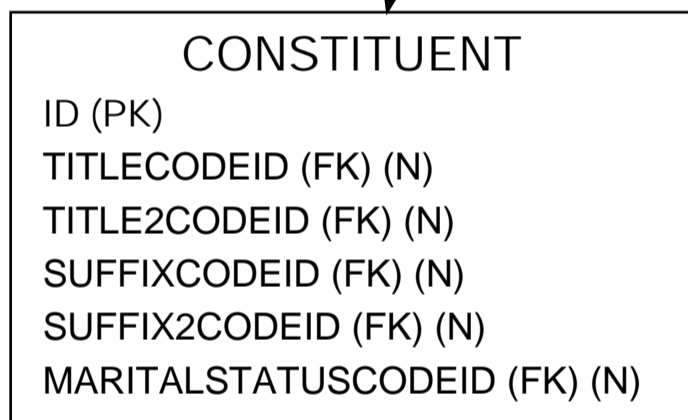 CONSTITUENT
ID (PK)
TITLECODEID (FK) (N)
TITLE2CODEID (FK) (N)
SUFFIXCODEID (FK) (N)
SUFFIX2CODEID (FK) (N)
MARITALSTATUSCODEID (FK) (N)